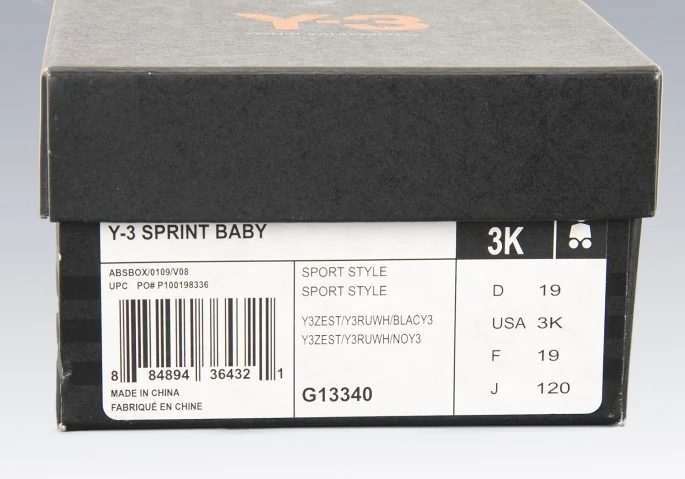 Y-3
Y-3 SPRINT BABY
3K
ABSBOX/0109/V08
UPC PO# P100198336
8 84894 36432 1
MADE IN CHINA
FABRIQUÉ EN CHINE
SPORT STYLE
SPORT STYLE
Y3ZEST/Y3RUWH/BLACY3
Y3ZEST/Y3RUWH/NOY3
G13340
D 19
USA 3K
F 19
J 120